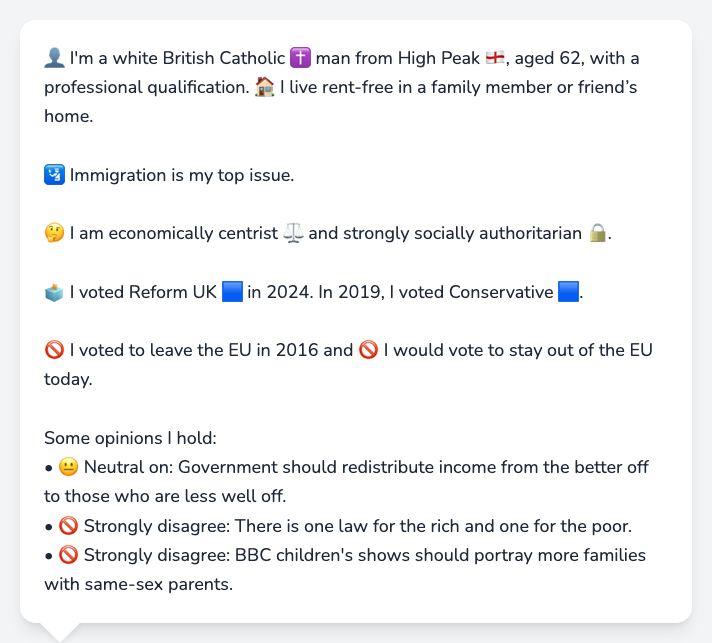 👤 I'm a white British Catholic ✝️ man from High Peak 🏴󠁧󠁢󠁥󠁮󠁧󠁿, aged 62, with a
professional qualification. 🏠 I live rent-free in a family member or friend’s
home.
🛂 Immigration is my top issue.
🤔 I am economically centrist ⚖️ and strongly socially authoritarian 🔒.
🗳️ I voted Reform UK 🟦 in 2024. In 2019, I voted Conservative 🟦.
🚫 I voted to leave the EU in 2016 and 🚫 I would vote to stay out of the EU
today.
Some opinions I hold:
• 😐 Neutral on: Government should redistribute income from the better off
to those who are less well off.
• 🚫 Strongly disagree: There is one law for the rich and one for the poor.
• 🚫 Strongly disagree: BBC children's shows should portray more families
with same-sex parents.